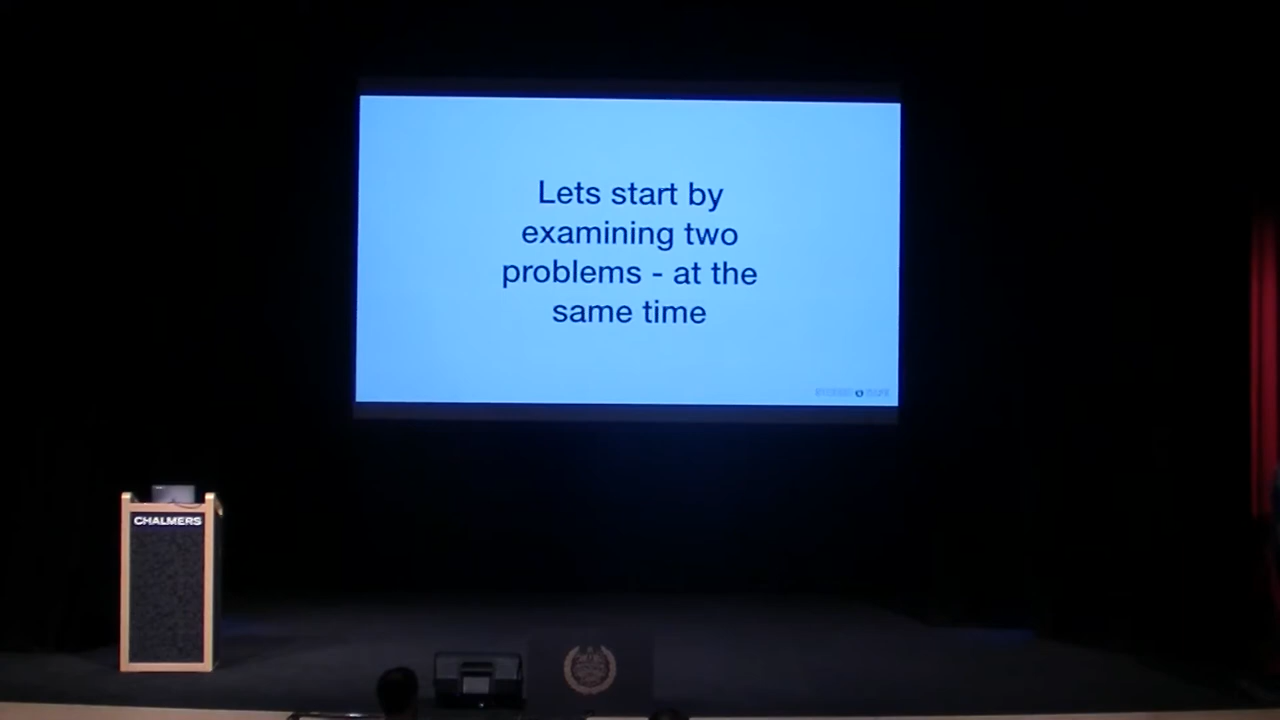 Lets start by
examining two
problems - at the
same time
CHALMERS